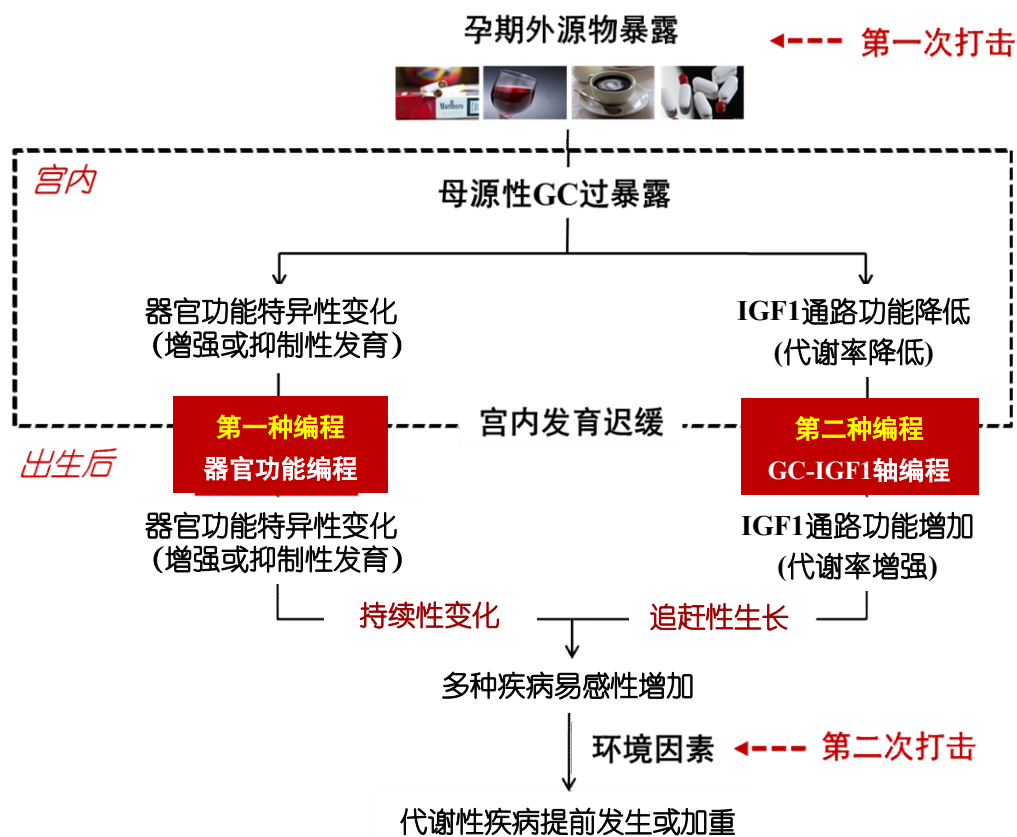 孕期外源物暴露
第一次打击
Marlboro
宫内
母源性GC过暴露
器官功能特异性变化
（增强或抑制性发育）
IGF1通路功能降低
(代谢率降低)
第一种编程
器官功能编程
宫内发育迟缓
第二种编程
GC-IGF1轴编程
出生后
器官功能特异性变化
（增强或抑制性发育）
IGF1通路功能增加
(代谢率增强)
持续性变化
追赶性生长
多种疾病易感性增加
环境因素
第二次打击
代谢性疾病提前发生或加重